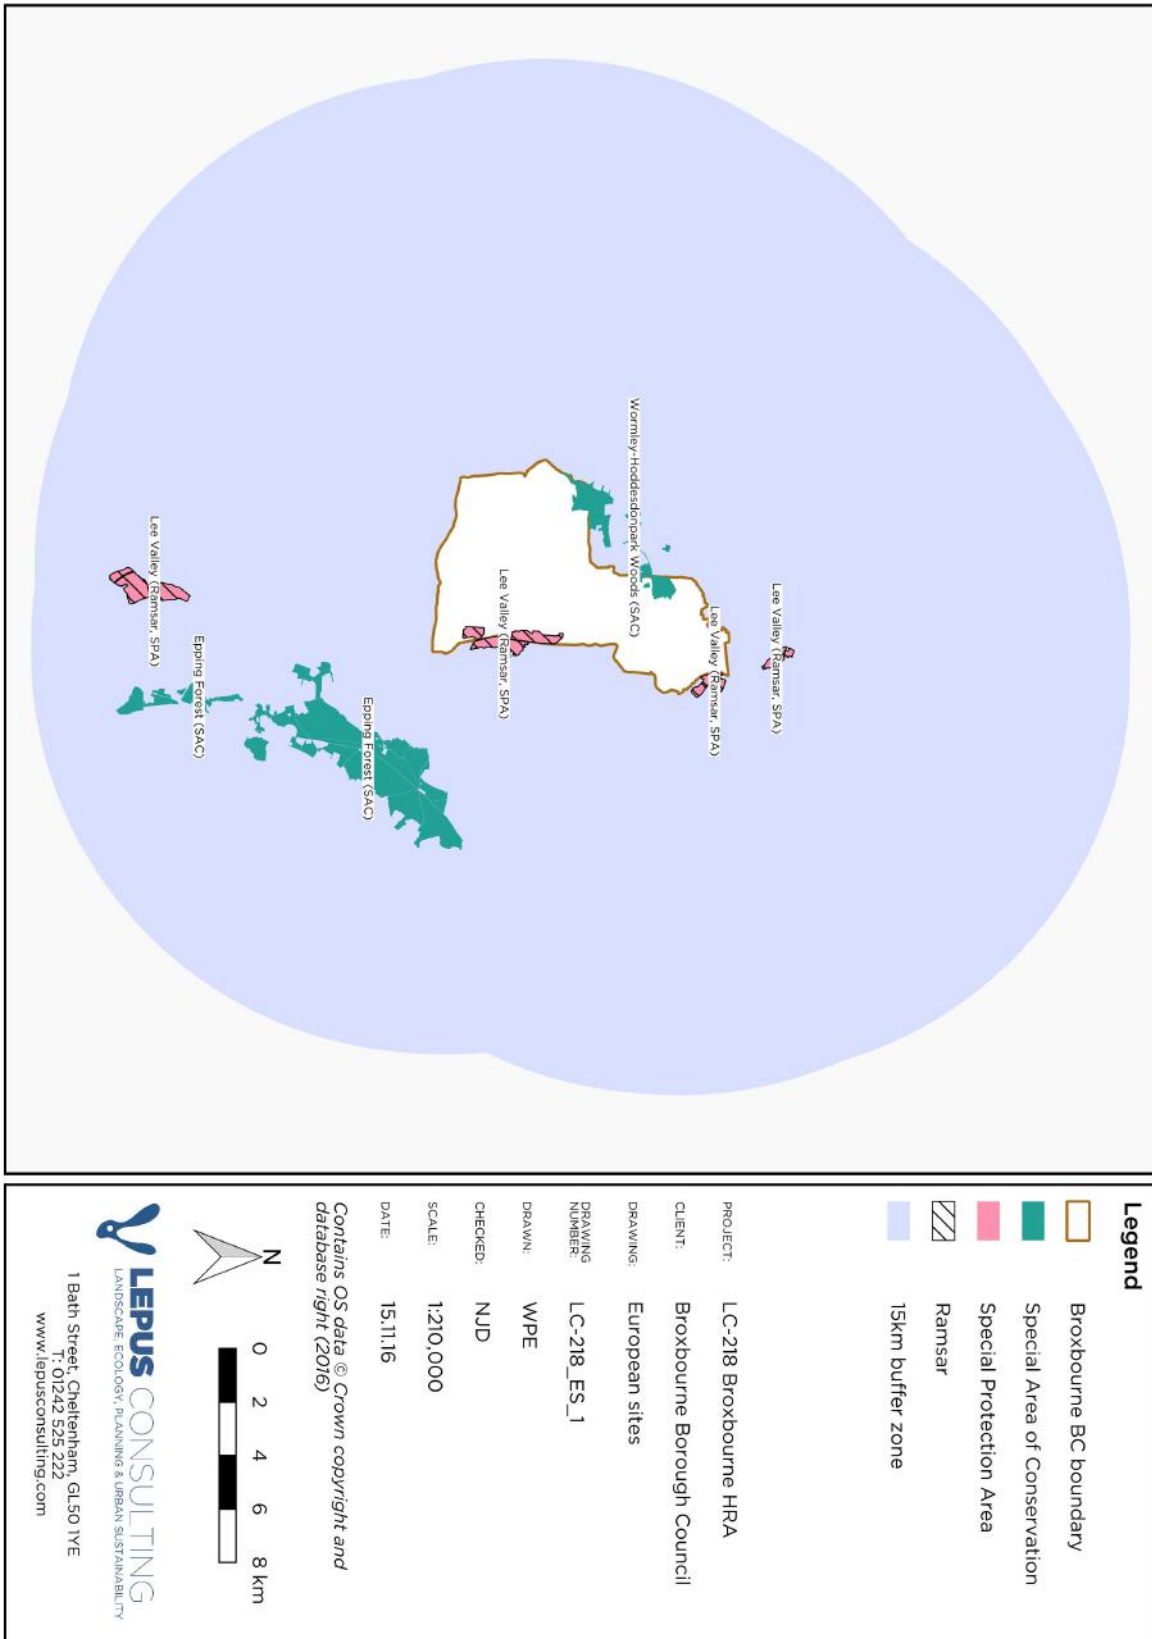 Wormley-Hoddesdonpark Woods (SAC)
Lee Valley (Ramsar, SPA)
Lee Valley (Ramsar, SPA)
Lee Valley (Ramsar, SPA)
Lee Valley (Ramsar, SPA)
Epping Forest (SAC)
Epping Forest (SAC)
Legend
Broxbourne BC boundary
Special Area of Conservation
Special Protection Area
Ramsar
15km buffer zone
PROJECT: LC-218 Broxbourne HRA
CLIENT: Broxbourne Borough Council
DRAWING: European sites
DRAWING
NUMBER: LC-218_ES_1
DRAWN: WPE
CHECKED: NJD
SCALE: 1:210,000
DATE: 15.11.16
Contains OS data © Crown copyright and
database right (2016)
N
0 2 4 6 8 km
LEPUS CONSULTING
LANDSCAPE, ECOLOGY, PLANNING & URBAN SUSTAINABILITY
1 Bath Street, Cheltenham, GL50 1YE
T: 01242 525 222
www.lepusconsulting.com